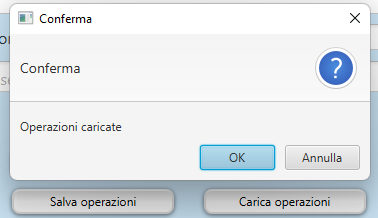 Conferma
Conferma
?
Operazioni caricate
OK Annulla
Salva operazioni Carica operazioni